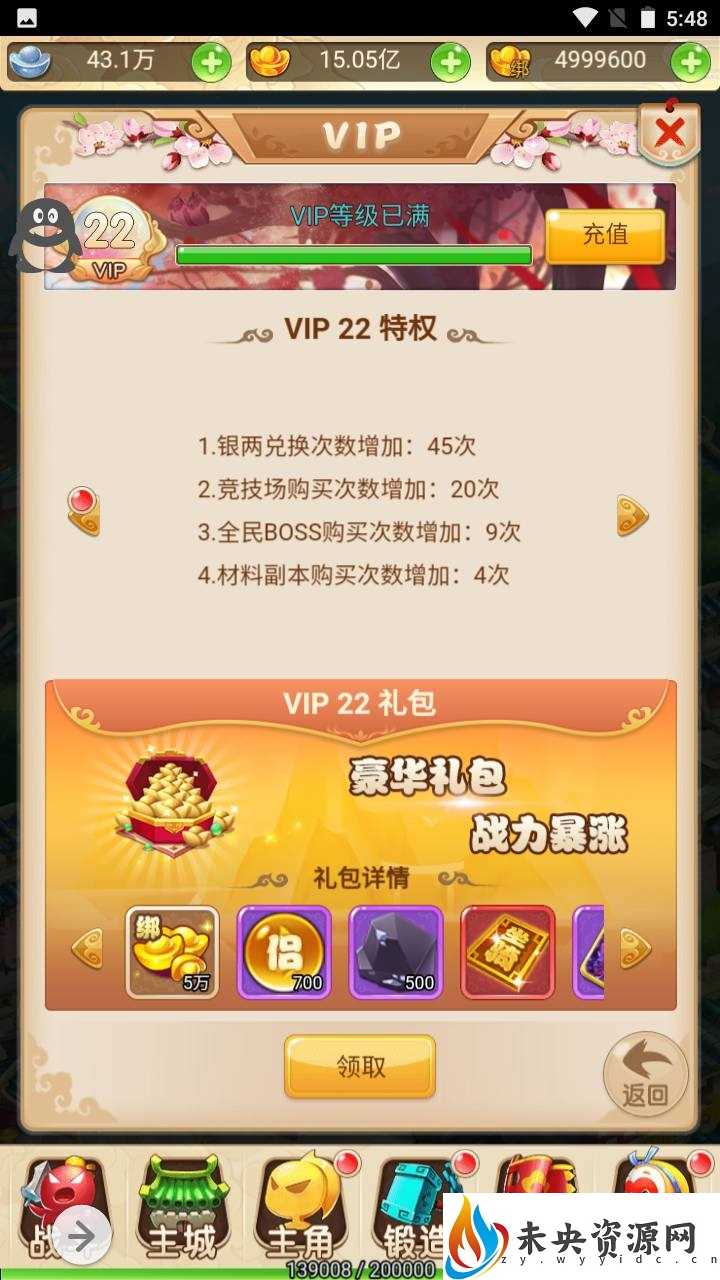 5:48
43.1万
15.05亿
绑
4999600
VIP
22
VIP
VIP等级已满
充值
VIP 22 特权
1.银两兑换次数增加：45次
2.竞技场购买次数增加：20次
3.全民BOSS购买次数增加：9次
4.材料副本购买次数增加：4次
VIP 22 礼包
豪华礼包
战力暴涨
礼包详情
绑
5万
侣
700
500
领取
返回
战
主城
主角
锻造
139008 / 200000
未央资源网
zy.wyyidc.cn